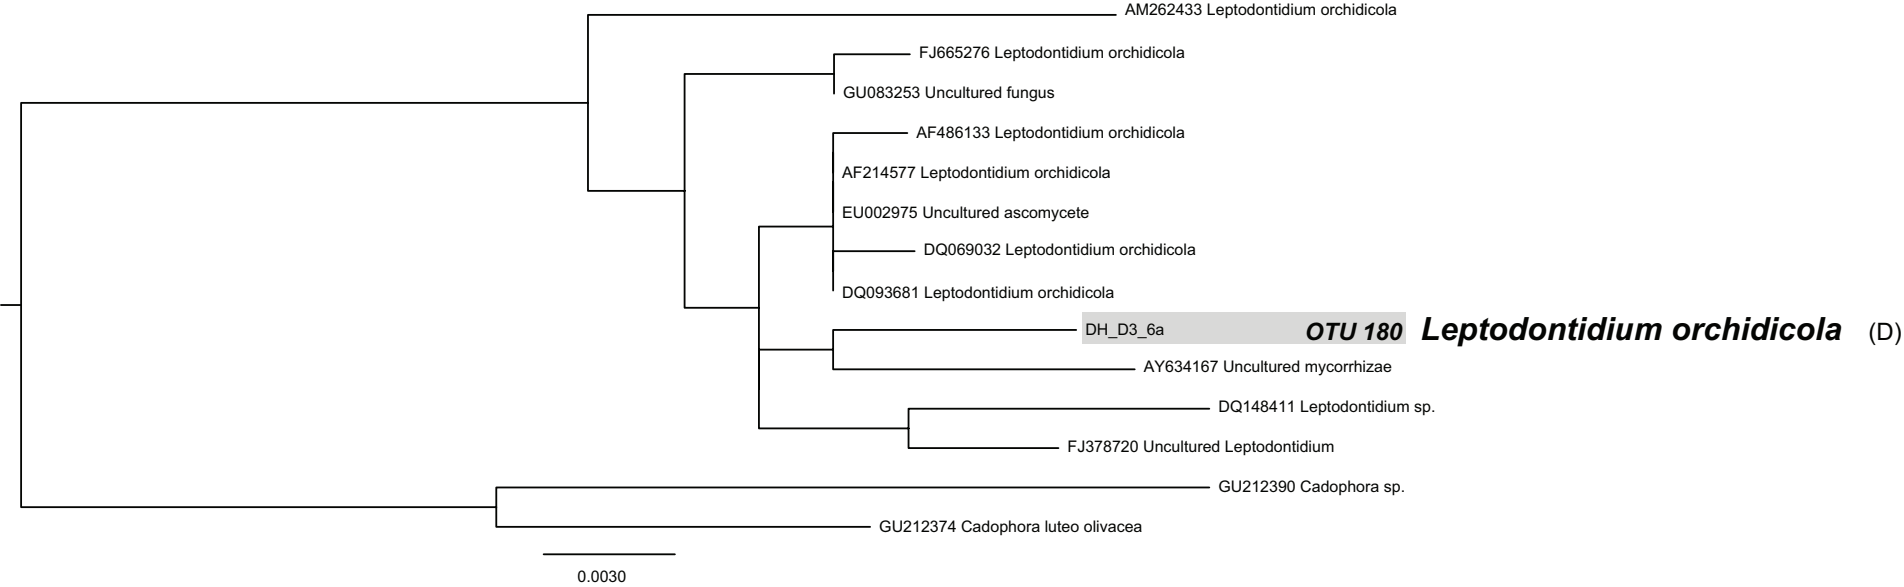 AM262433 Leptodontidium orchidicola
FJ665276 Leptodontidium orchidicola
GU083253 Uncultured fungus
AF486133 Leptodontidium orchidicola
AF214577 Leptodontidium orchidicola
EU002975 Uncultured ascomycete
DQ069032 Leptodontidium orchidicola
DQ093681 Leptodontidium orchidicola
DH_D3_6a OTU 180 Leptodontidium orchidicola (D)
AY634167 Uncultured mycorrhizae
DQ148411 Leptodontidium sp.
FJ378720 Uncultured Leptodontidium
GU212390 Cadophora sp.
GU212374 Cadophora luteo olivacea
0.0030